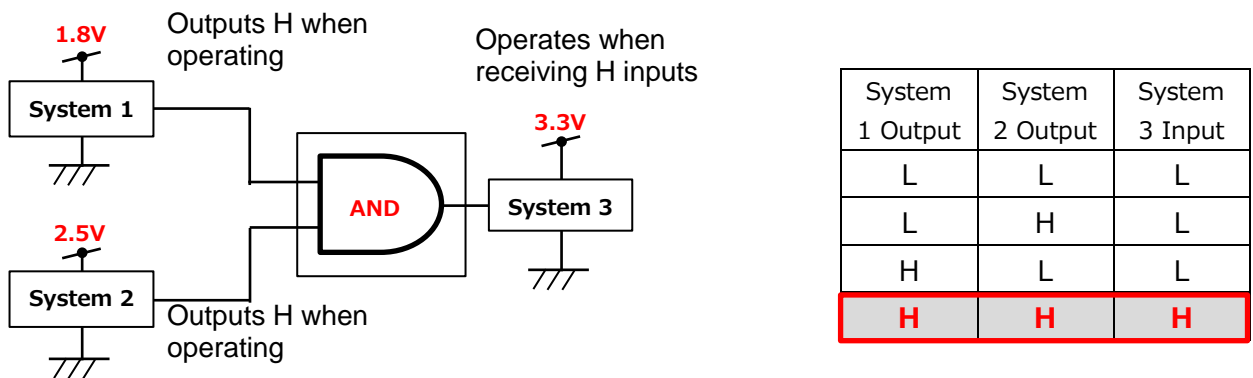 1.8V
Outputs H when
operating
System 1
Operates when
receiving H inputs
3.3V
AND
System 3
2.5V
System 2
Outputs H when
operating
System
1 Output
System
2 Output
System
3 Input
L L L
L H L
H L L
H H H